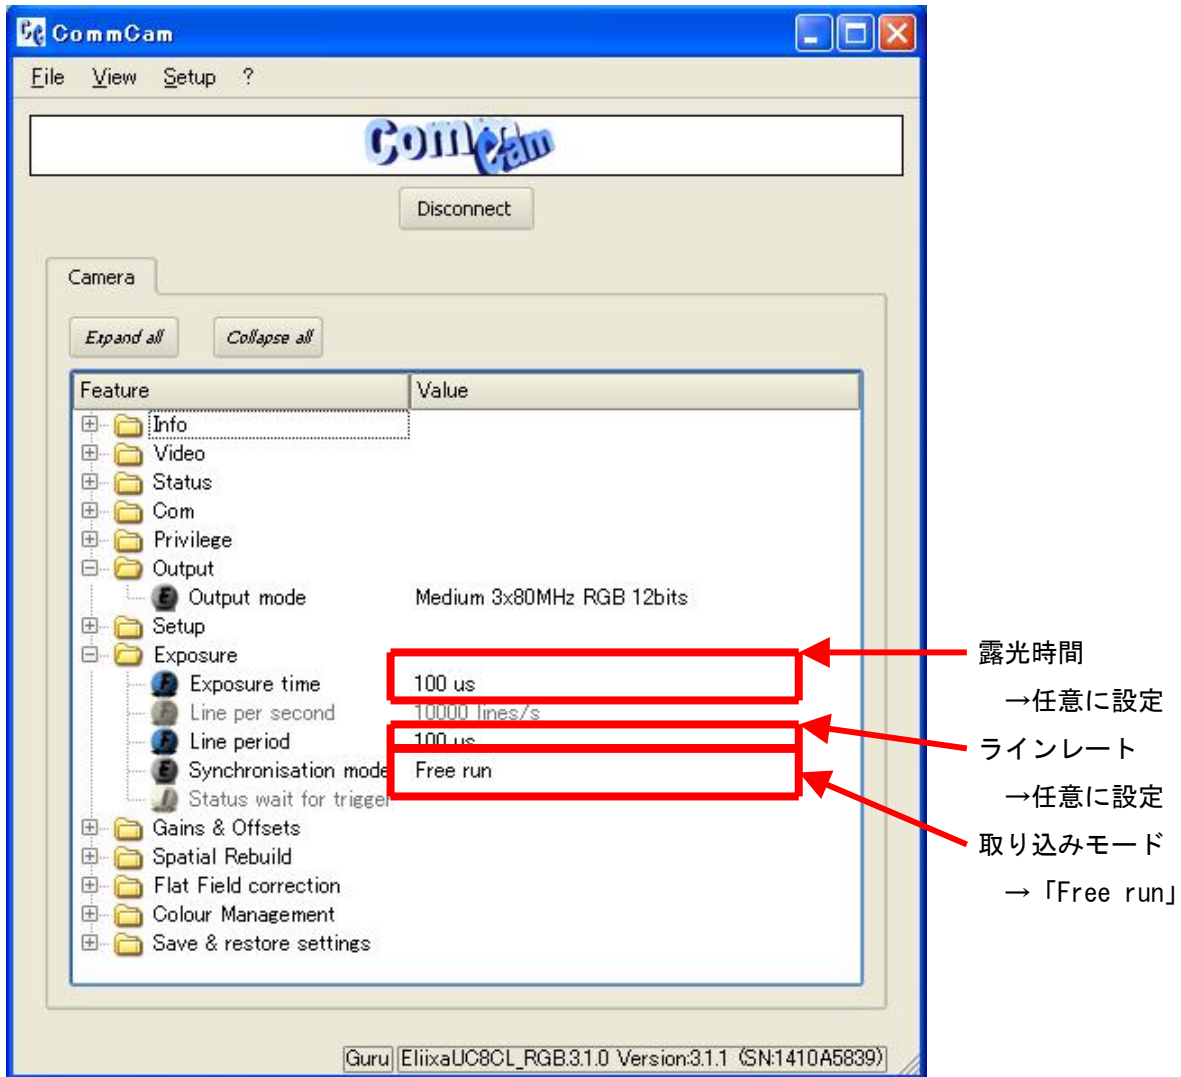 CommCam
File View Setup ?
CommCam
Disconnect
Camera
Expand all Collapse all
Feature Value
Info
Video
Status
Com
Privilege
Output
Output mode Medium 3x80MHz RGB 12bits
Setup
Exposure
Exposure time 100 us
Line per second 10000 lines/s
Line period 100 us
Synchronisation mode Free run
Status wait for trigger
Gains & Offsets
Spatial Rebuild
Flat Field correction
Colour Management
Save & restore settings
Guru EliixaUC8CL_RGB.3.1.0 Version:3.1.1 (SN:1410A5839)
露光時間
→任意に設定
ラインレート
→任意に設定
取り込みモード
→「Free run」